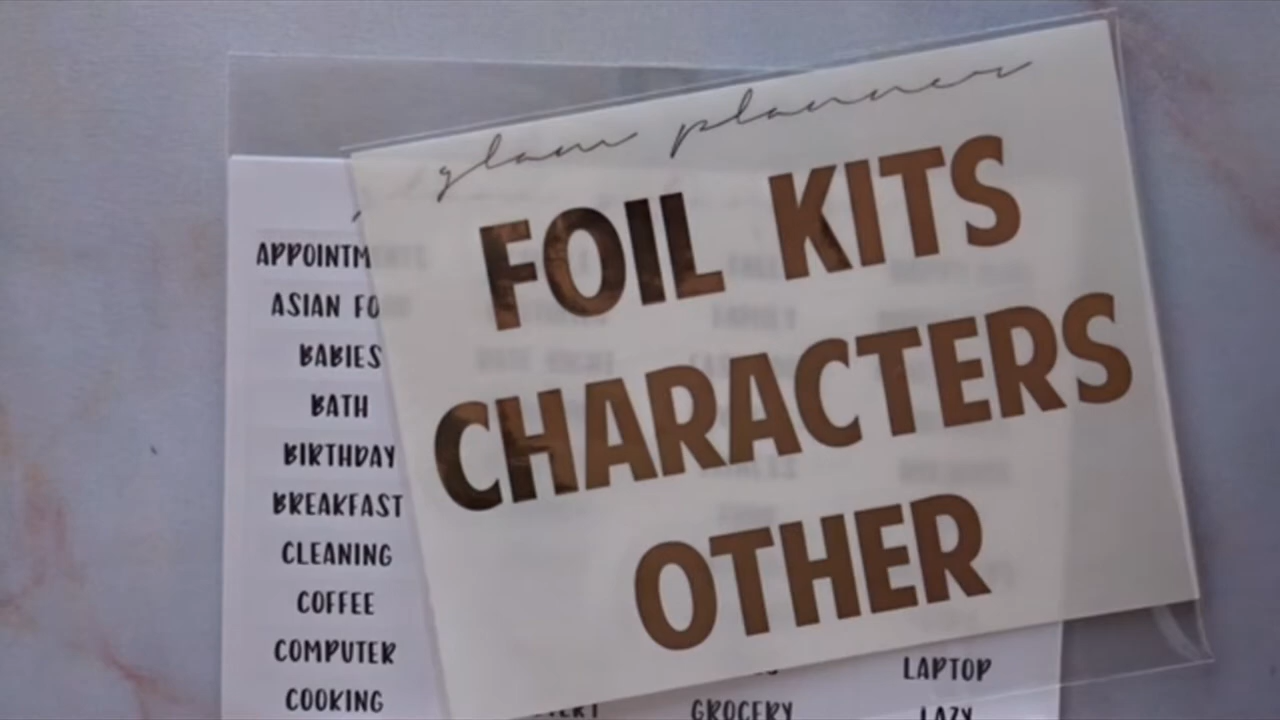 glam planner
FOIL KITS
CHARACTERS
OTHER
APPOINTM
ASIAN FO
BABIES
BATH
BIRTHDAY
BREAKFAST
CLEANING
COFFEE
COMPUTER
COOKING
LAPTOP
GROCERY
LAZY